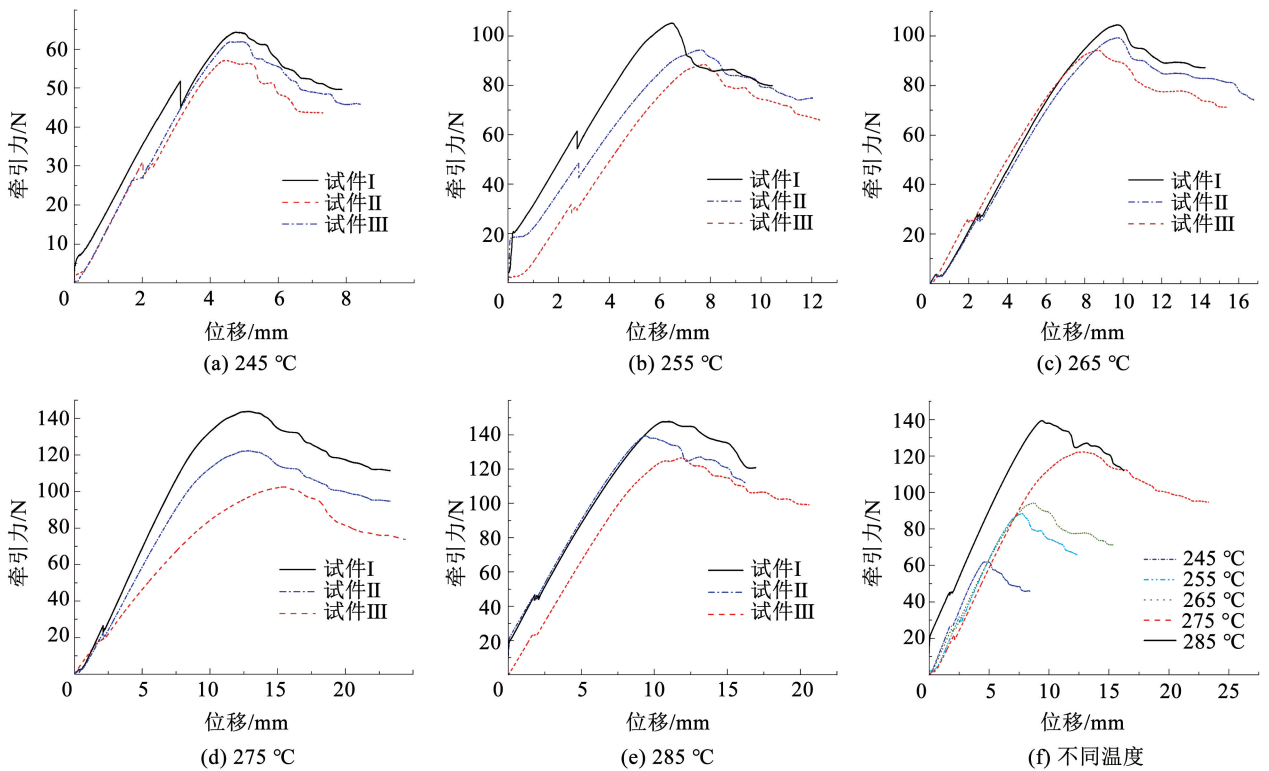 牵引力/N
60
50
40
30
20
10
0
2
4
6
8
试件Ⅰ
试件Ⅱ
试件Ⅲ
位移/mm
(a) 245 ℃
牵引力/N
100
80
60
40
20
0
2
4
6
8
10
12
试件Ⅰ
试件Ⅱ
试件Ⅲ
位移/mm
(b) 255 ℃
牵引力/N
100
80
60
40
20
0
2
4
6
8
10
12
14
16
试件Ⅰ
试件Ⅱ
试件Ⅲ
位移/mm
(c) 265 ℃
牵引力/N
140
120
100
80
60
40
20
0
5
10
15
20
试件Ⅰ
试件Ⅱ
试件Ⅲ
位移/mm
(d) 275 ℃
牵引力/N
140
120
100
80
60
40
20
0
5
10
15
20
试件Ⅰ
试件Ⅱ
试件Ⅲ
位移/mm
(e) 285 ℃
牵引力/N
140
120
100
80
60
40
20
0
5
10
15
20
25
245 ℃
255 ℃
265 ℃
275 ℃
285 ℃
位移/mm
(f) 不同温度